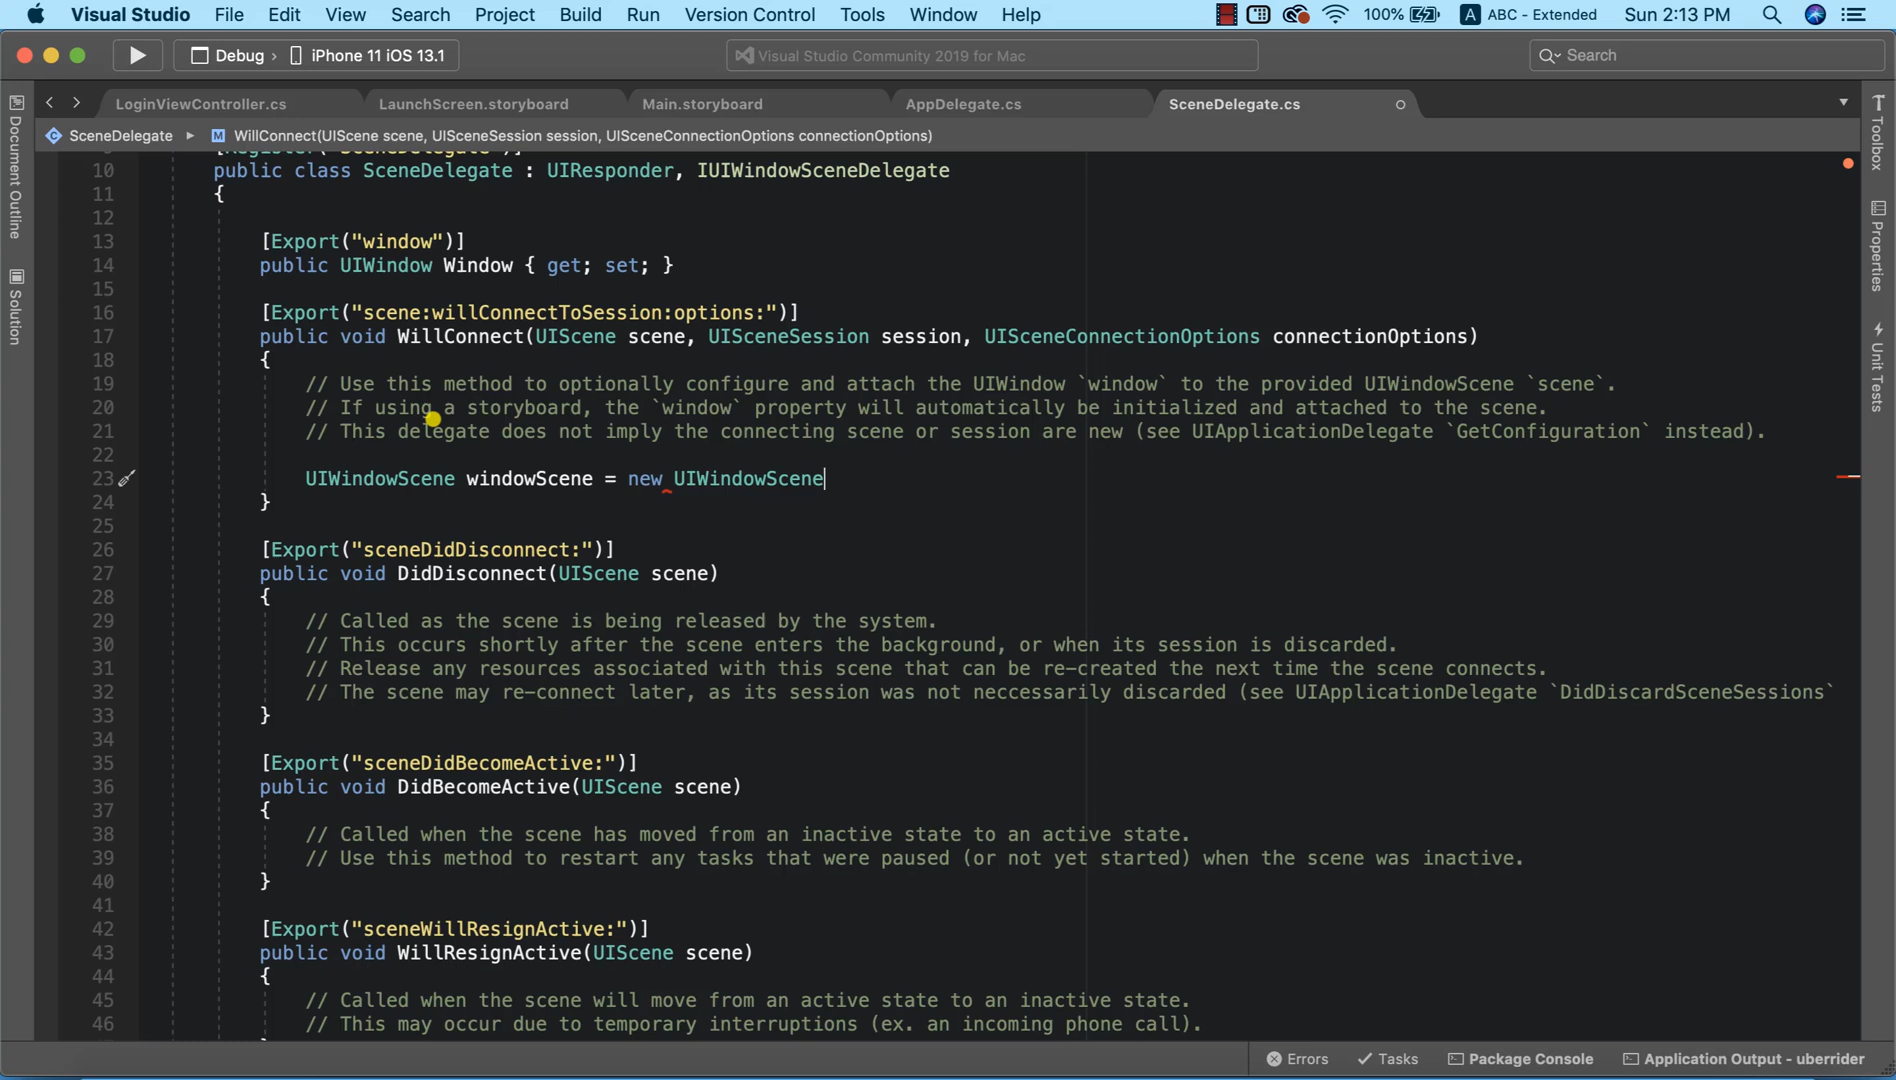 Visual Studio File Edit View Search Project Build Run Version Control Tools Window Help 100% A ABC - Extended Sun 2:13 PM
Debug › iPhone 11 iOS 13.1 Visual Studio Community 2019 for Mac Search
LoginViewController.cs LaunchScreen.storyboard Main.storyboard AppDelegate.cs SceneDelegate.cs
SceneDelegate M WillConnect(UIScene scene, UISceneSession session, UISceneConnectionOptions connectionOptions)
Document Outline
Solution
Toolbox
Properties
Unit Tests
10 public class SceneDelegate : UIResponder, IUIWindowSceneDelegate
11 {
12
13 [Export("window")]
14 public UIWindow Window { get; set; }
15
16 [Export("scene:willConnectToSession:options:")]
17 public void WillConnect(UIScene scene, UISceneSession session, UISceneConnectionOptions connectionOptions)
18 {
19 // Use this method to optionally configure and attach the UIWindow `window` to the provided UIWindowScene `scene`.
20 // If using a storyboard, the `window` property will automatically be initialized and attached to the scene.
21 // This delegate does not imply the connecting scene or session are new (see UIApplicationDelegate `GetConfiguration` instead).
22
23 UIWindowScene windowScene = new UIWindowScene
24 }
25
26 [Export("sceneDidDisconnect:")]
27 public void DidDisconnect(UIScene scene)
28 {
29 // Called as the scene is being released by the system.
30 // This occurs shortly after the scene enters the background, or when its session is discarded.
31 // Release any resources associated with this scene that can be re-created the next time the scene connects.
32 // The scene may re-connect later, as its session was not neccessarily discarded (see UIApplicationDelegate `DidDiscardSceneSessions`
33 }
34
35 [Export("sceneDidBecomeActive:")]
36 public void DidBecomeActive(UIScene scene)
37 {
38 // Called when the scene has moved from an inactive state to an active state.
39 // Use this method to restart any tasks that were paused (or not yet started) when the scene was inactive.
40 }
41
42 [Export("sceneWillResignActive:")]
43 public void WillResignActive(UIScene scene)
44 {
45 // Called when the scene will move from an active state to an inactive state.
46 // This may occur due to temporary interruptions (ex. an incoming phone call).
Errors Tasks Package Console Application Output - uberrider